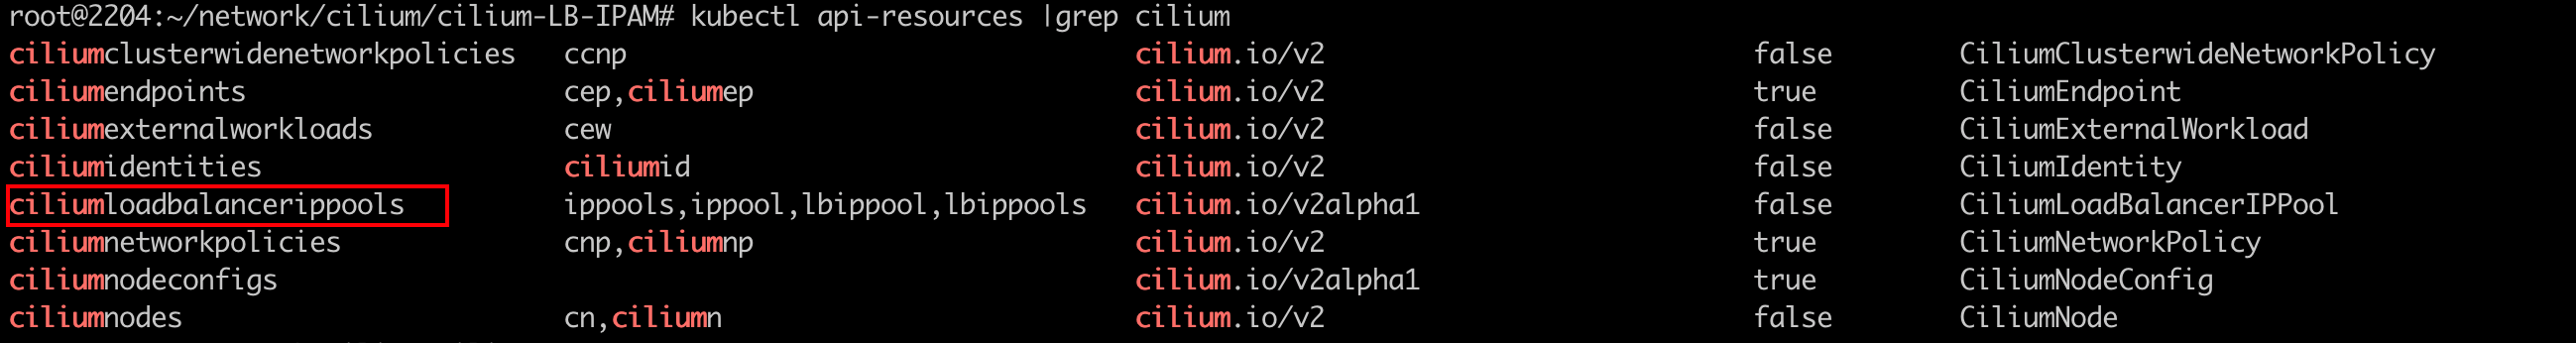 root@2204:~/network/cilium/cilium-LB-IPAM# kubectl api-resources |grep cilium
ciliumclusterwidenetworkpolicies   ccnp                                cilium.io/v2                           false        CiliumClusterwideNetworkPolicy
ciliumendpoints                    cep,ciliumep                        cilium.io/v2                           true         CiliumEndpoint
ciliumexternalworkloads            cew                                 cilium.io/v2                           false        CiliumExternalWorkload
ciliumidentities                   ciliumid                            cilium.io/v2                           false        CiliumIdentity
ciliumloadbalancerippools          ippools,ippool,lbippool,lbippools   cilium.io/v2alpha1                     false        CiliumLoadBalancerIPPool
ciliumnetworkpolicies              cnp,ciliumnp                        cilium.io/v2                           true         CiliumNetworkPolicy
ciliumnodeconfigs                                                      cilium.io/v2alpha1                     true         CiliumNodeConfig
ciliumnodes                        cn,ciliumn                          cilium.io/v2                           false        CiliumNode